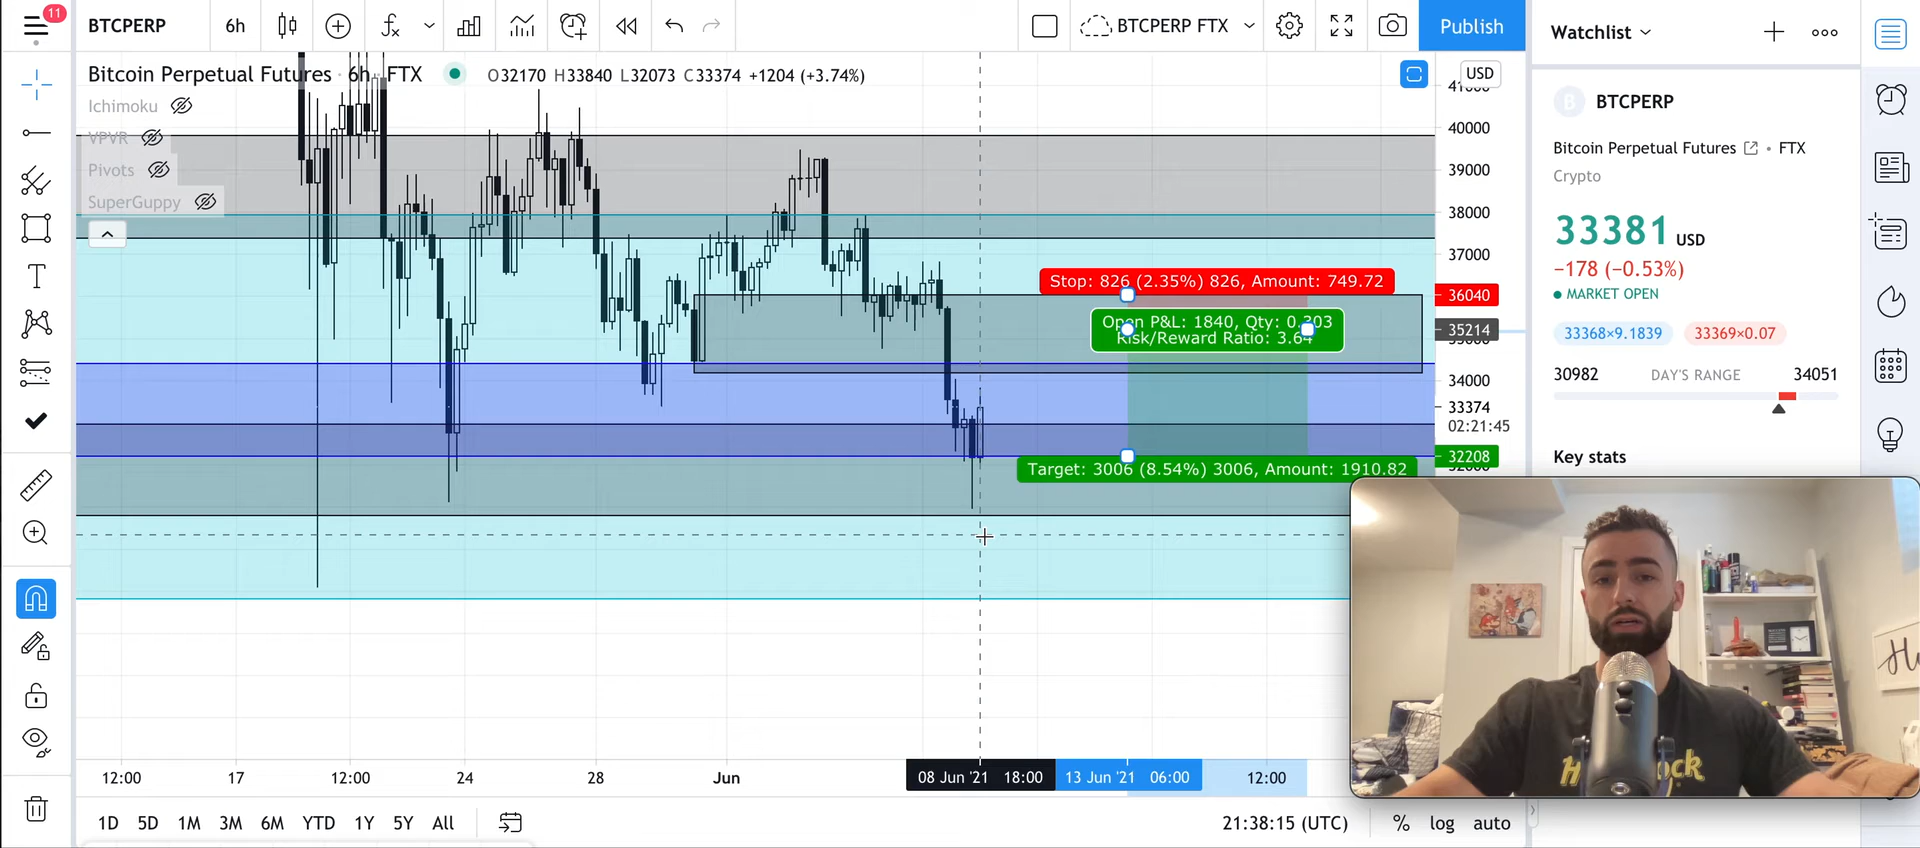 11
BTCPERP
6h
BTCPERP FTX
Publish
Watchlist
Bitcoin Perpetual Futures · 6h · FTX
O32170 H33840 L32073 C33374 +1204 (+3.74%)
USD
Ichimoku
VPVR
Pivots
SuperGuppy
40000
39000
38000
37000
36040
35214
34000
33374
02:21:45
32208
Stop: 826 (2.35%) 826, Amount: 749.72
Open P&L: 1840, Qty: 0.303
Risk/Reward Ratio: 3.64
Target: 3006 (8.54%) 3006, Amount: 1910.82
B
BTCPERP
Bitcoin Perpetual Futures • FTX
Crypto
33381 USD
−178 (−0.53%)
MARKET OPEN
33368×9.1839
33369×0.07
30982 DAY'S RANGE 34051
Key stats
12:00
17
12:00
24
28
Jun
08 Jun '21 18:00
13 Jun '21 06:00
12:00
1D 5D 1M 3M 6M YTD 1Y 5Y All
21:38:15 (UTC)
% log auto